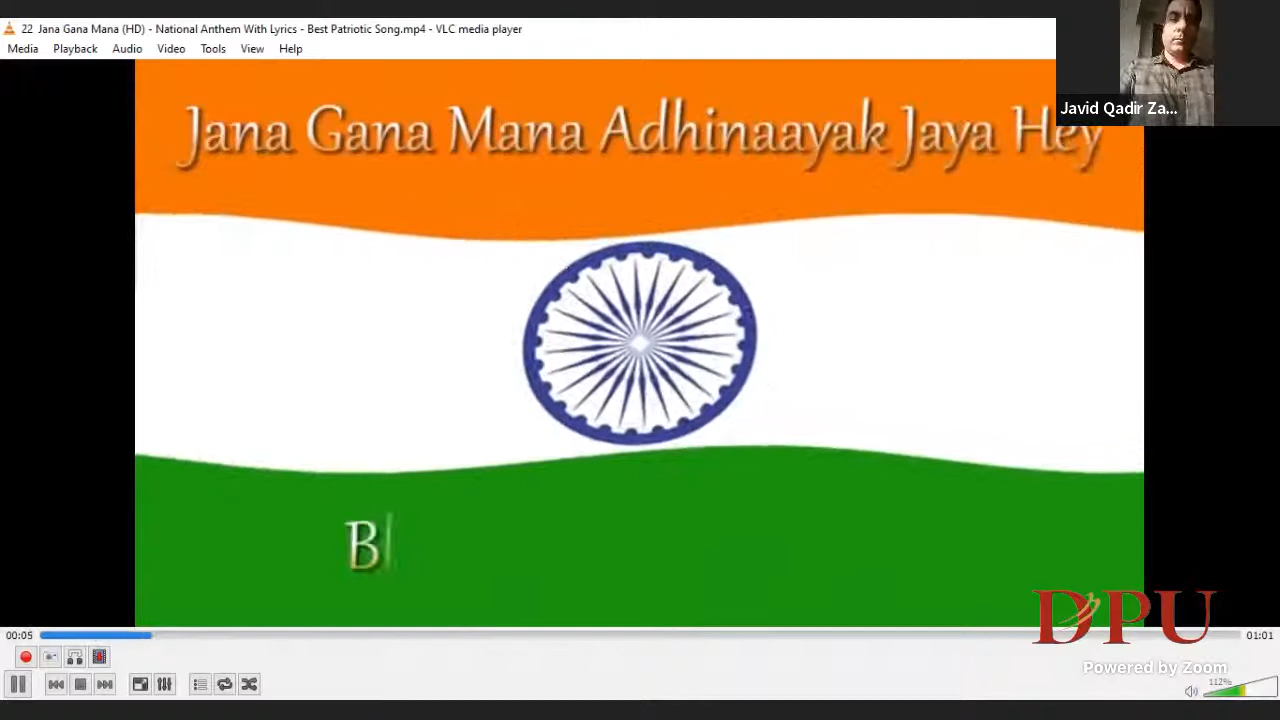 22 Jana Gana Mana (HD) - National Anthem With Lyrics - Best Patriotic Song.mp4 - VLC media player
Media Playback Audio Video Tools View Help
Javid Qadir Za...
Jana Gana Mana Adhinaayak Jaya Hey
B
DPU
Powered by Zoom
00:05
01:01
112%